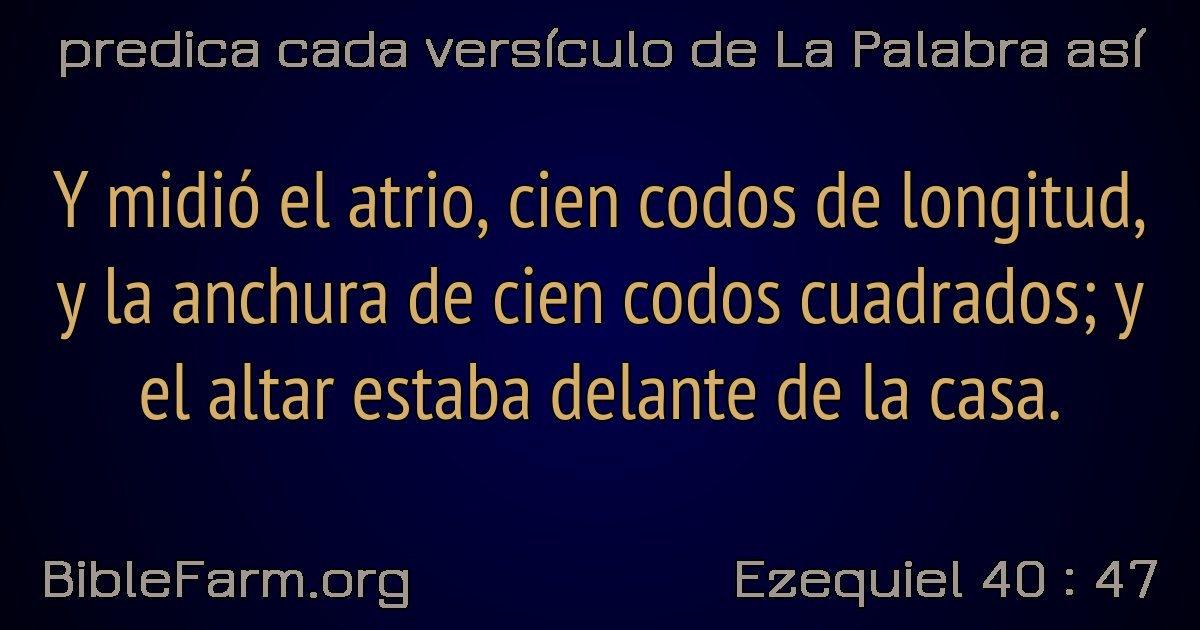 predica cada versículo de La Palabra así
Y midió el atrio, cien codos de longitud,
y la anchura de cien codos cuadrados; y
el altar estaba delante de la casa.
BibleFarm.org
Ezequiel 40 : 47